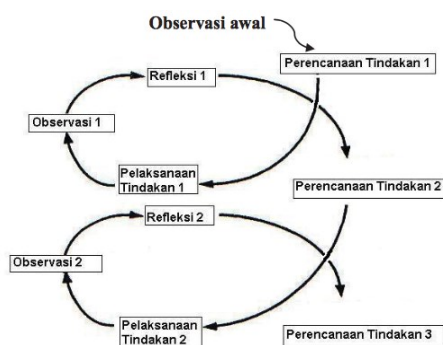 Observasi awal
Perencanaan Tindakan 1
Refleksi 1
Observasi 1
Pelaksanaan
Tindakan 1
Perencanaan Tindakan 2
Refleksi 2
Observasi 2
Pelaksanaan
Tindakan 2
Perencanaan Tindakan 3